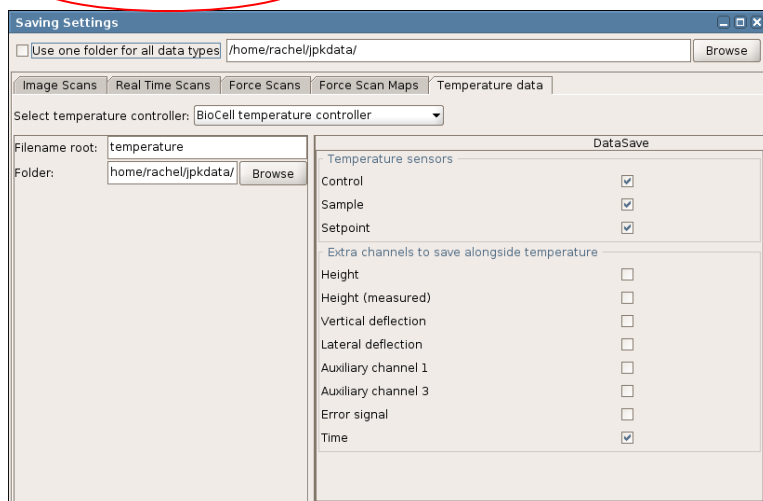 Saving Settings
Use one folder for all data types /home/rachel/jpkdata/ Browse
Image Scans Real Time Scans Force Scans Force Scan Maps Temperature data
Select temperature controller: BioCell temperature controller
Filename root: temperature
Folder: home/rachel/jpkdata/ Browse
DataSave
Temperature sensors
Control
Sample
Setpoint
Extra channels to save alongside temperature
Height
Height (measured)
Vertical deflection
Lateral deflection
Auxiliary channel 1
Auxiliary channel 3
Error signal
Time